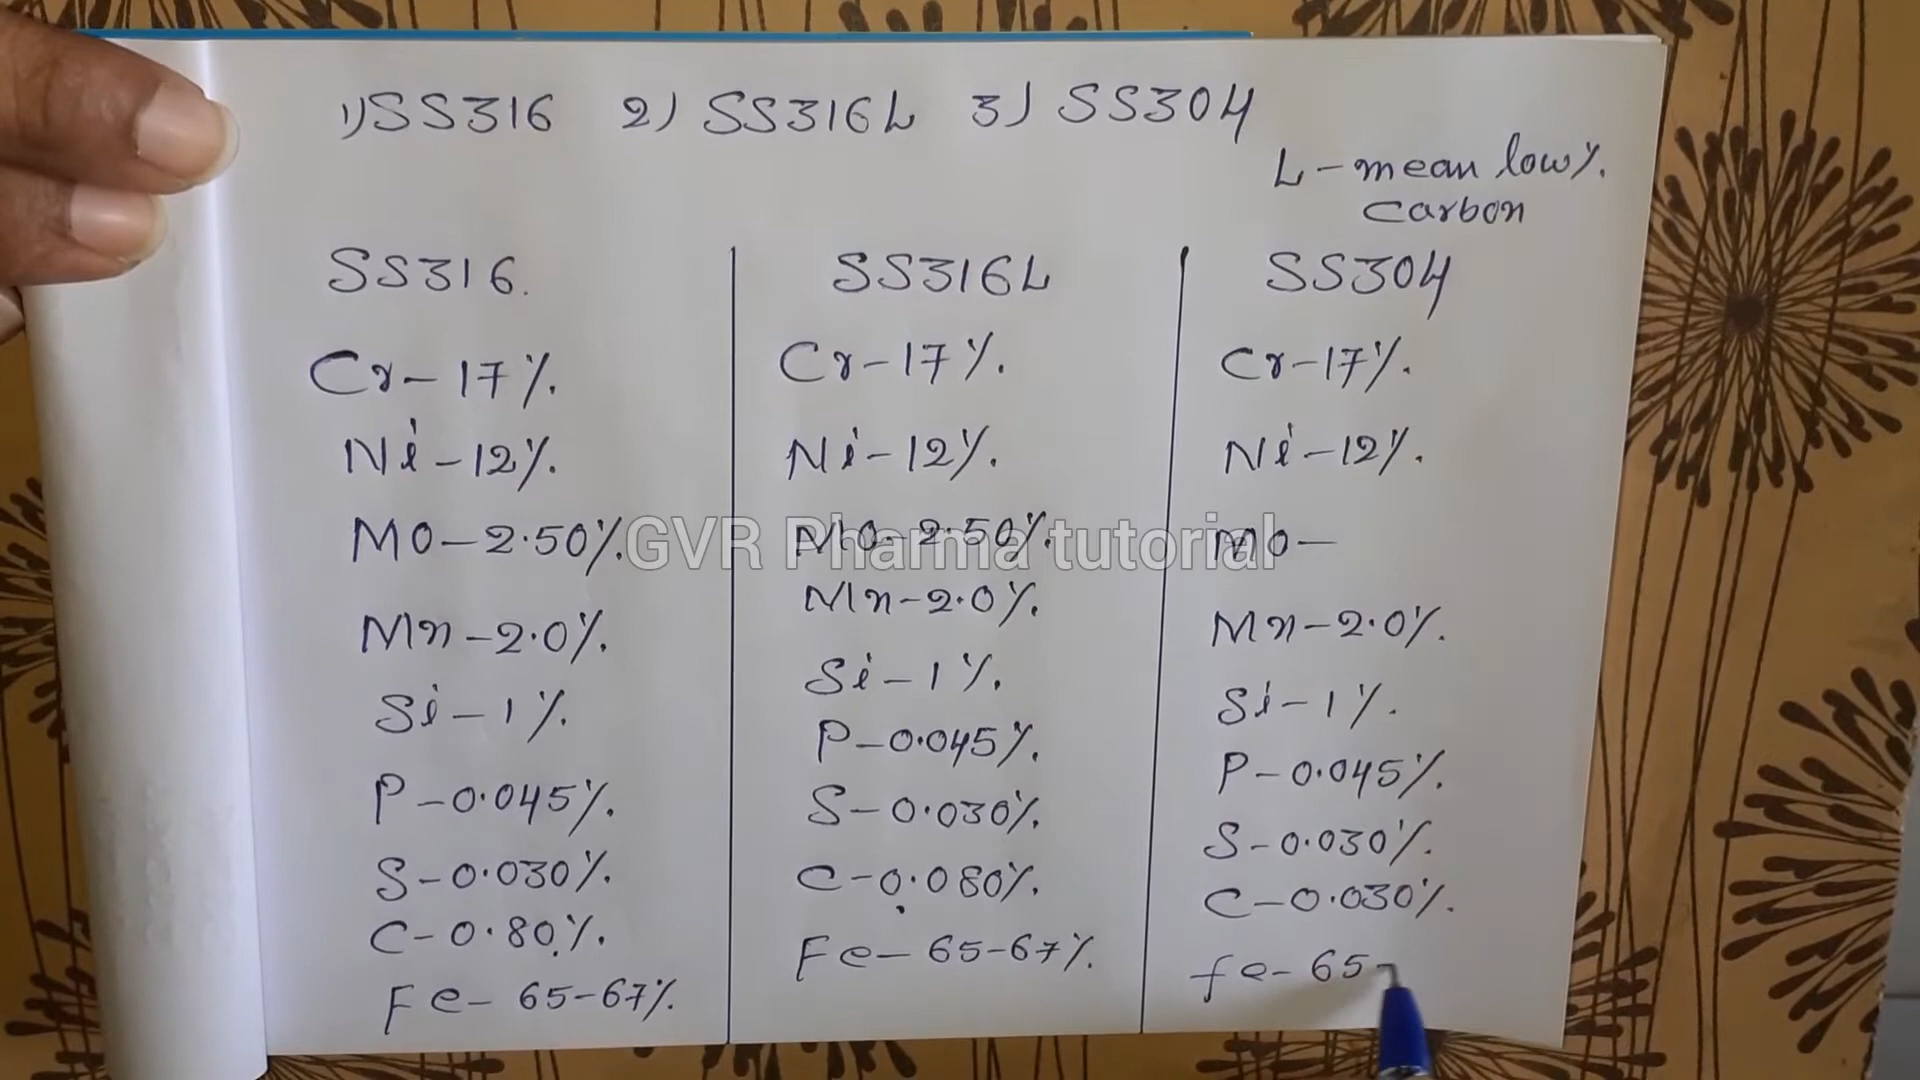 1) SS316 2) SS316L 3) SS304
L - mean low %.
carbon
SS316.
Cr - 17 %.
Ni - 12 %.
MO - 2.50 %.
Mn - 2.0 %.
Si - 1 %.
P - 0.045 %.
S - 0.030 %.
C - 0.80 %.
Fe - 65-67 %.
SS316L
Cr - 17 %.
Ni - 12 %.
MO - 2.50 %.
Mn - 2.0 %.
Si - 1 %.
P - 0.045 %.
S - 0.030 %.
C - 0.080 %.
Fe - 65-67 %.
SS304
Cr - 17 %.
Ni - 12 %.
Mo -
Mn - 2.0 %.
Si - 1 %.
P - 0.045 %.
S - 0.030 %.
C - 0.030 %.
fe - 65 -
GVR Pharma tutorial